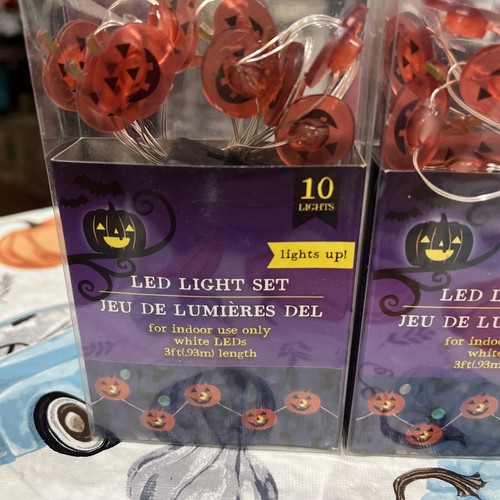 10
LIGHTS
lights up!
LED LIGHT SET
JEU DE LUMIÈRES DEL
for indoor use only
white LEDs
3ft(.93m) length
LED
JEU DE
for
white
3ft(.93m)